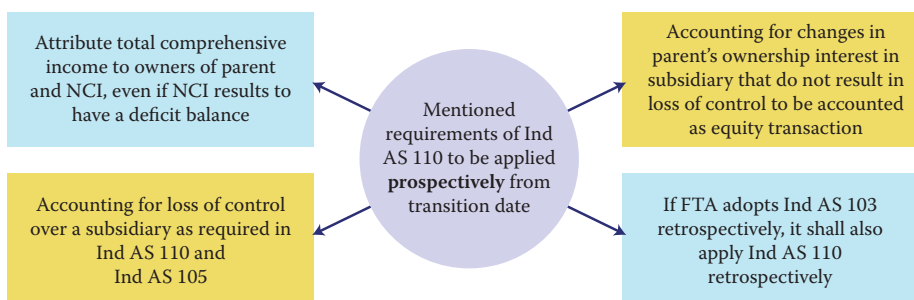 Attribute total comprehensive
income to owners of parent
and NCI, even if NCI results to
have a deficit balance
Accounting for changes in
parent's ownership interest in
subsidiary that do not result in
loss of control to be accounted
as equity transaction
Mentioned
requirements of Ind
AS 110 to be applied
prospectively from
transition date
Accounting for loss of control
over a subsidiary as required in
Ind AS 110 and
Ind AS 105
If FTA adopts Ind AS 103
retrospectively, it shall also
apply Ind AS 110
retrospectively